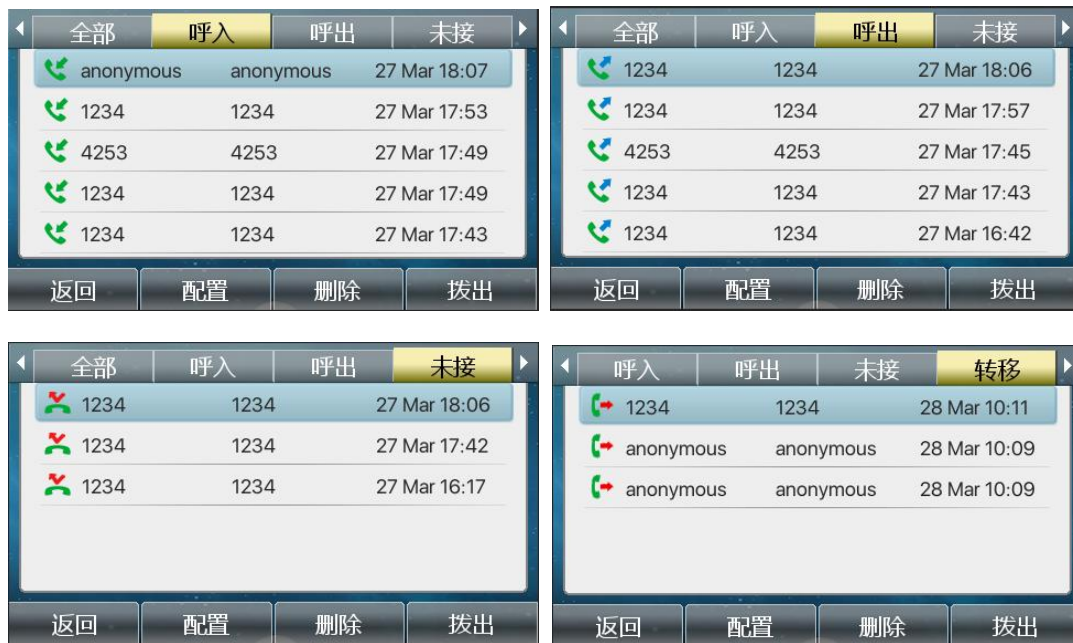 全部 呼入 呼出 未接
anonymous anonymous 27 Mar 18:07
1234 1234 27 Mar 17:53
4253 4253 27 Mar 17:49
1234 1234 27 Mar 17:49
1234 1234 27 Mar 17:43
返回 配置 删除 拨出
全部 呼入 呼出 未接
1234 1234 27 Mar 18:06
1234 1234 27 Mar 17:57
4253 4253 27 Mar 17:45
1234 1234 27 Mar 17:43
1234 1234 27 Mar 16:42
返回 配置 删除 拨出
全部 呼入 呼出 未接
1234 1234 27 Mar 18:06
1234 1234 27 Mar 17:42
1234 1234 27 Mar 16:17
返回 配置 删除 拨出
呼入 呼出 未接 转移
1234 1234 28 Mar 10:11
anonymous anonymous 28 Mar 10:09
anonymous anonymous 28 Mar 10:09
返回 配置 删除 拨出